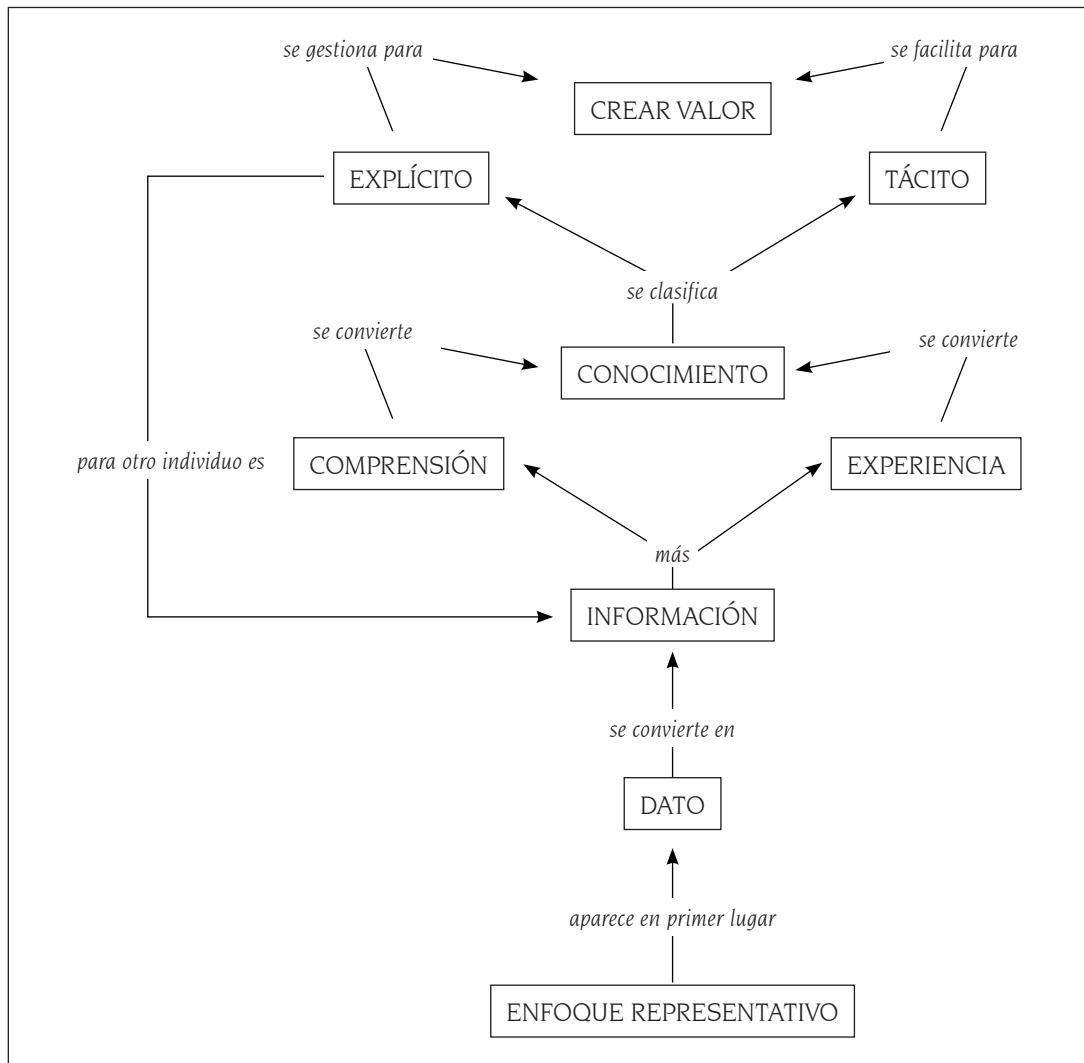 se gestiona para
se facilita para
CREAR VALOR
EXPLÍCITO
TÁCITO
se clasifica
se convierte
se convierte
CONOCIMIENTO
para otro individuo es
COMPRENSIÓN
EXPERIENCIA
más
INFORMACIÓN
se convierte en
DATO
aparece en primer lugar
ENFOQUE REPRESENTATIVO